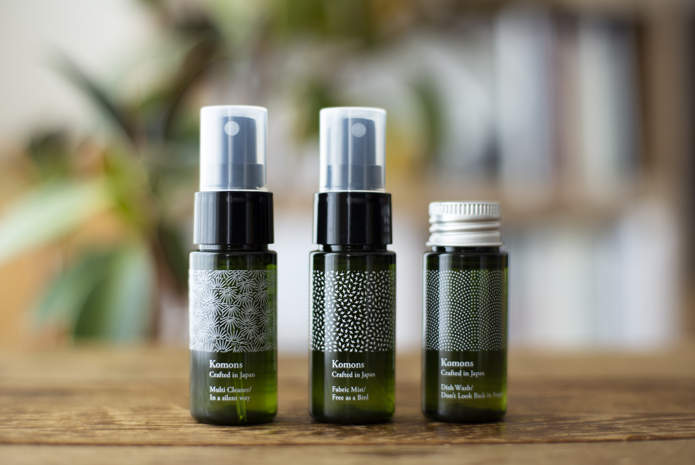 Komons
Crafted in Japan
Multi Cleaner/
In a silent way
Komons
Crafted in Japan
Fabric Mist/
Free as a Bird
Komons
Crafted in Japan
Dish Wash/
Don't Look Back in Anger